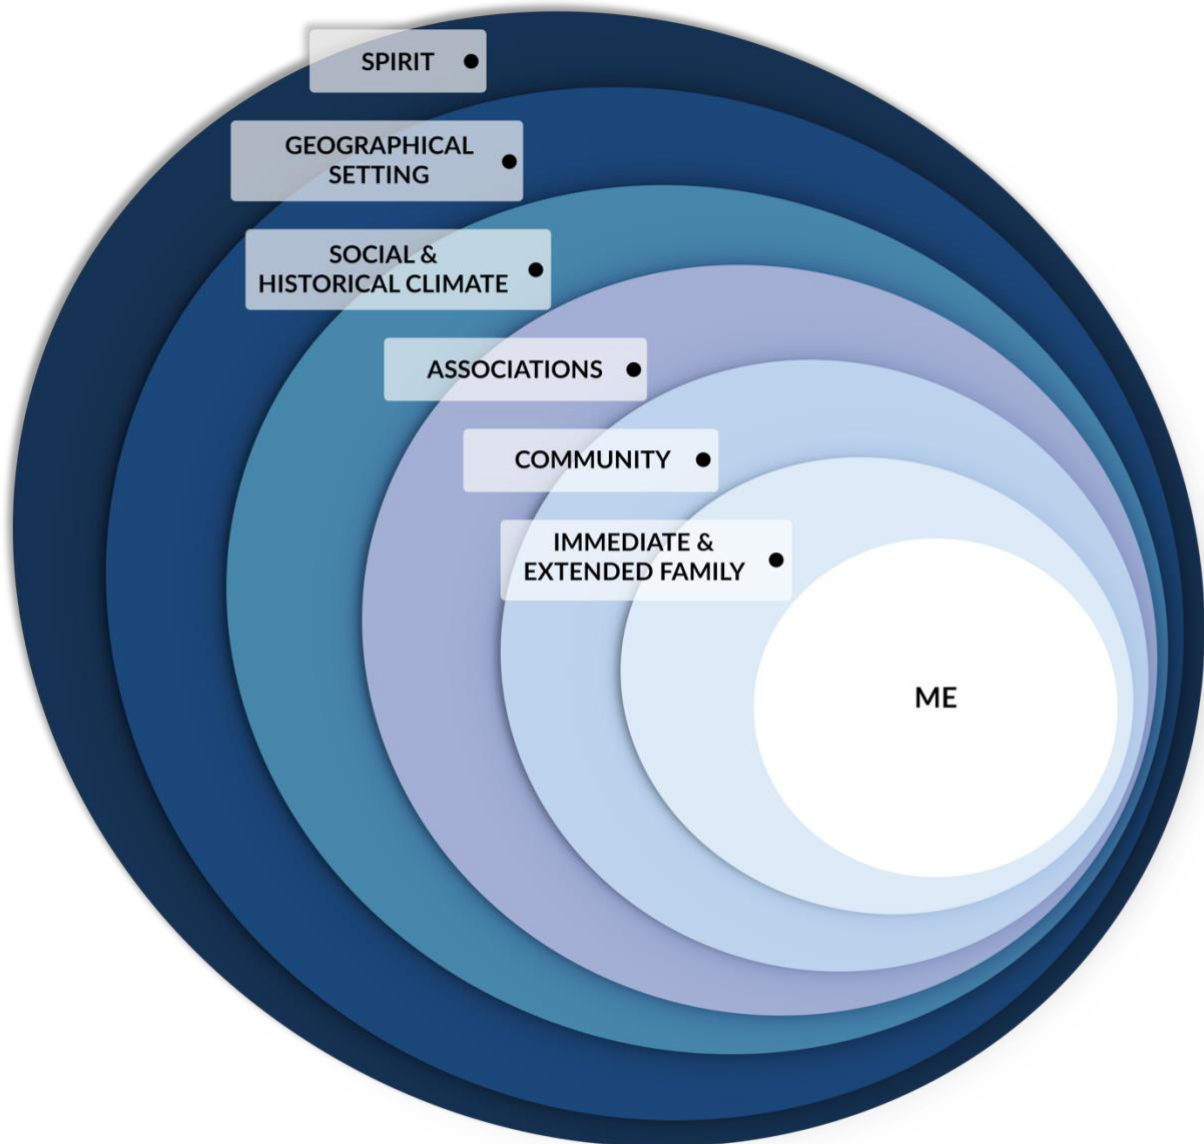 SPIRIT
GEOGRAPHICAL
SETTING
SOCIAL &
HISTORICAL CLIMATE
ASSOCIATIONS
COMMUNITY
IMMEDIATE &
EXTENDED FAMILY
ME